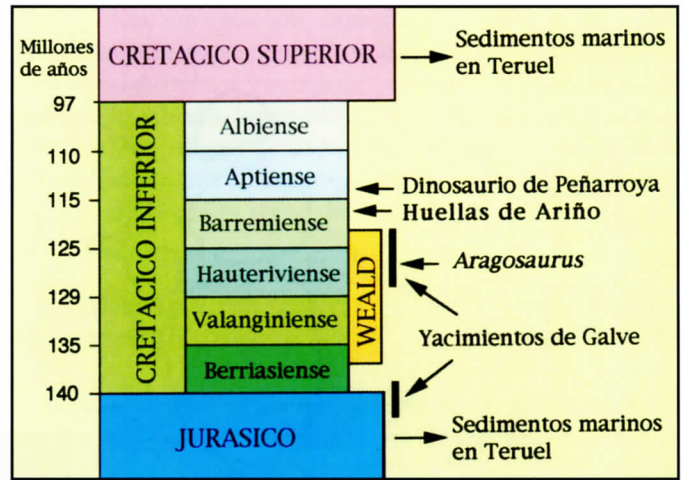 Millones
de años
CRETACICO SUPERIOR
Sedimentos marinos
en Teruel
97
CRETACICO INFERIOR
Albiense
110
Aptiense
Dinosaurio de Peñarroya
115
Huellas de Ariño
Barremiense
125
WEALD
Aragosaurus
Hauteriviense
129
Valanginiense
Yacimientos de Galve
135
Berriasiense
140
JURASICO
Sedimentos marinos
en Teruel